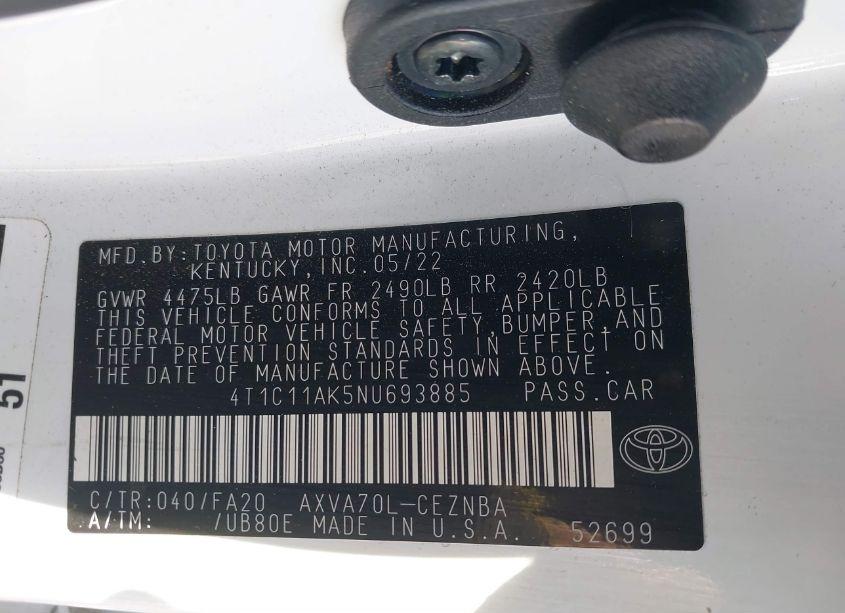 MFD.BY:TOYOTA MOTOR MANUFACTURING,
KENTUCKY,INC.05/22
GVWR 4475LB GAWR FR 2490LB RR 2420LB
THIS VEHICLE CONFORMS TO ALL APPLICABLE
FEDERAL MOTOR VEHICLE SAFETY,BUMPER,AND
THEFT PREVENTION STANDARDS IN EFFECT ON
THE DATE OF MANUFACTURE SHOWN ABOVE.
4T1C11AK5NU693885 PASS.CAR
C/TR:040/FA20 AXVA70L-CEZNBA
A/TM: /UB80E MADE IN U.S.A. 52699
51